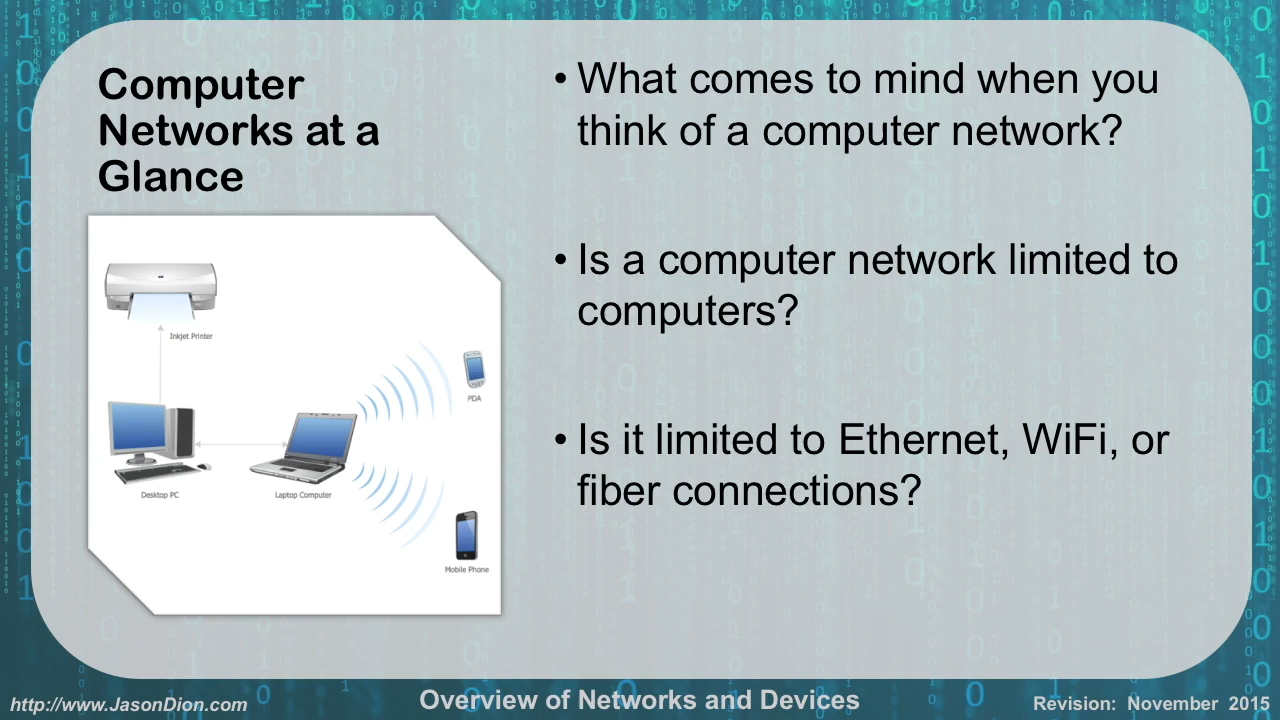 Computer
Networks at a
Glance
• What comes to mind when you
think of a computer network?
• Is a computer network limited to
computers?
• Is it limited to Ethernet, WiFi, or
fiber connections?
Inkjet Printer
PDA
Desktop PC
Laptop Computer
Mobile Phone
http://www.JasonDion.com
Overview of Networks and Devices
Revision: November 2015